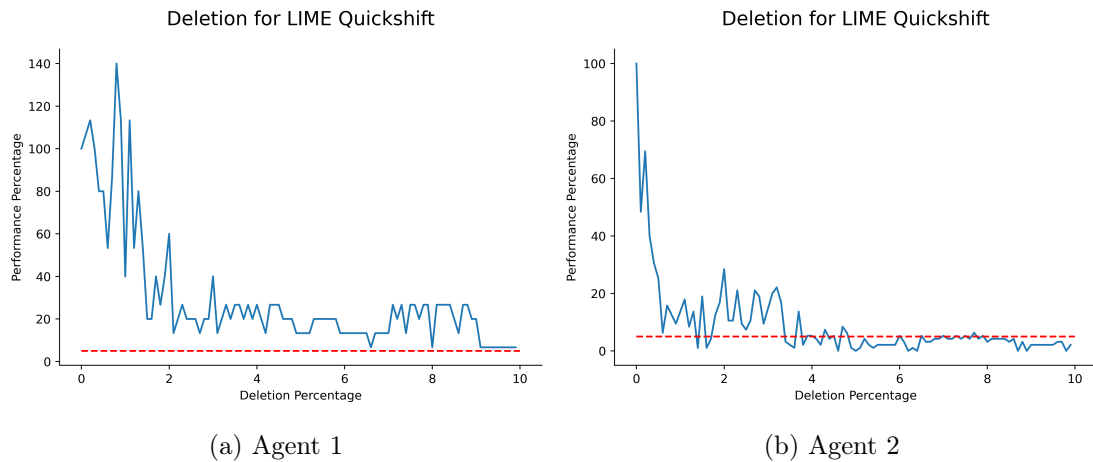 Deletion for LIME Quickshift
140
120
100
80
60
40
20
0
Performance Percentage
0 2 4 6 8 10
Deletion Percentage
(a) Agent 1
Deletion for LIME Quickshift
100
80
60
40
20
0
Performance Percentage
0 2 4 6 8 10
Deletion Percentage
(b) Agent 2